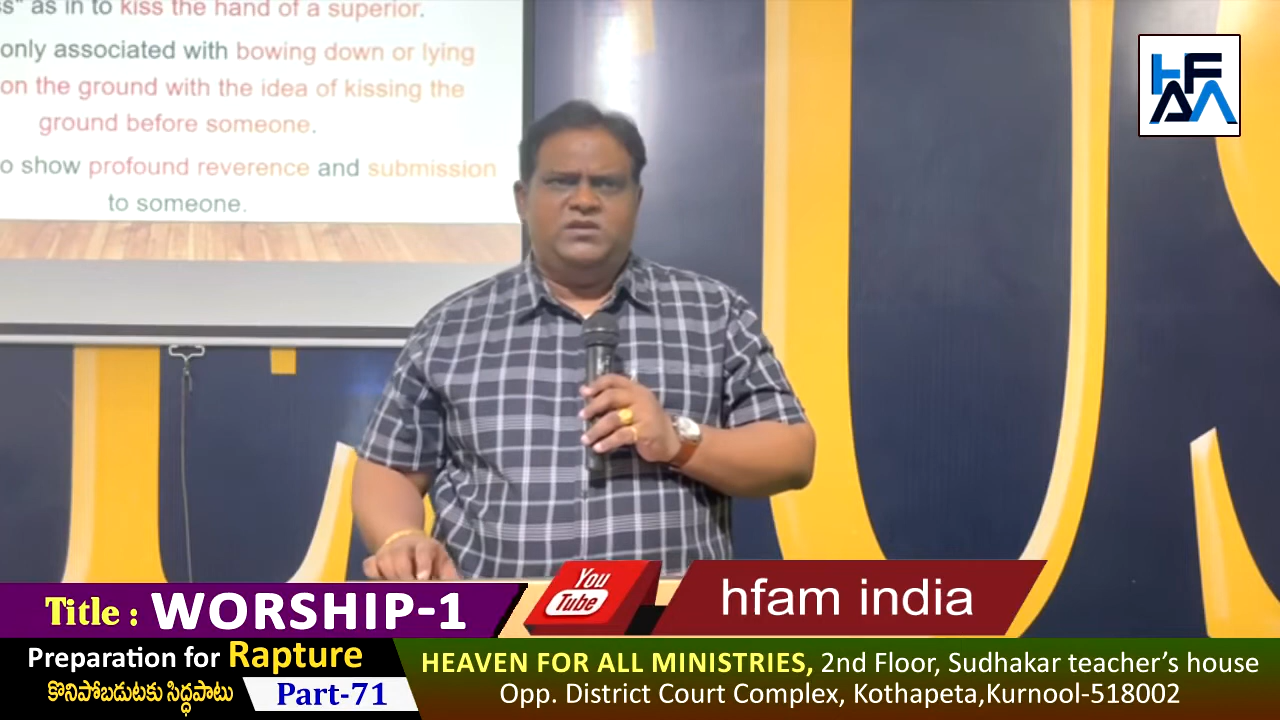 s" as in to kiss the hand of a superior.
only associated with bowing down or lying
on the ground with the idea of kissing the
ground before someone.
o show profound reverence and submission
to someone.
HFAM
You
Tube
hfam india
Title : WORSHIP-1
Preparation for Rapture
కొనిపోబడుటకు సిద్ధపాటు
Part-71
HEAVEN FOR ALL MINISTRIES, 2nd Floor, Sudhakar teacher's house
Opp. District Court Complex, Kothapeta,Kurnool-518002